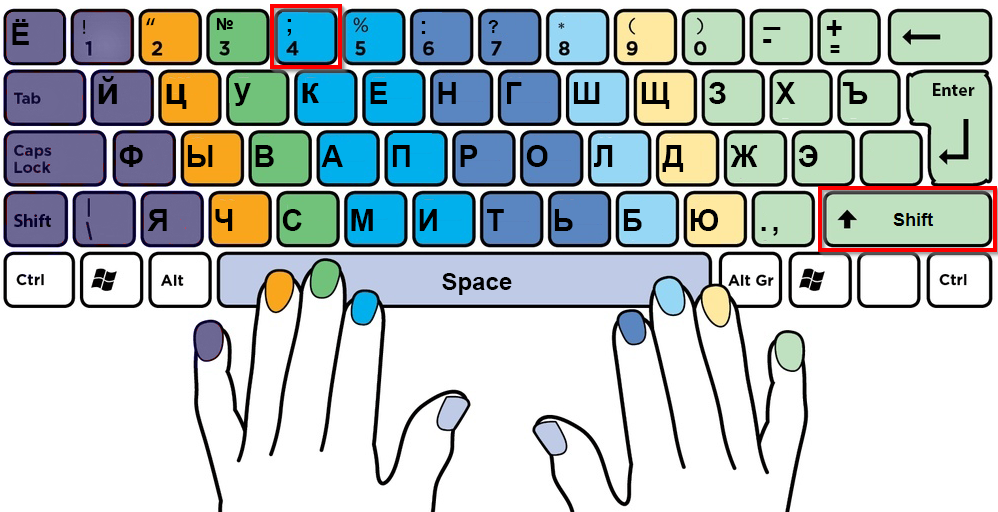 Ё ! 1 “ 2 № 3 ; 4 % 5 : 6 ? 7 * 8 ( 9 ) 0 — - + =
Tab Й Ц У К Е Н Г Ш Щ З Х Ъ Enter
Caps Lock Ф Ы В А П Р О Л Д Ж Э
Shift | \ Я Ч С М И Т Ь Б Ю . , Shift
Ctrl Alt Space Alt Gr Ctrl